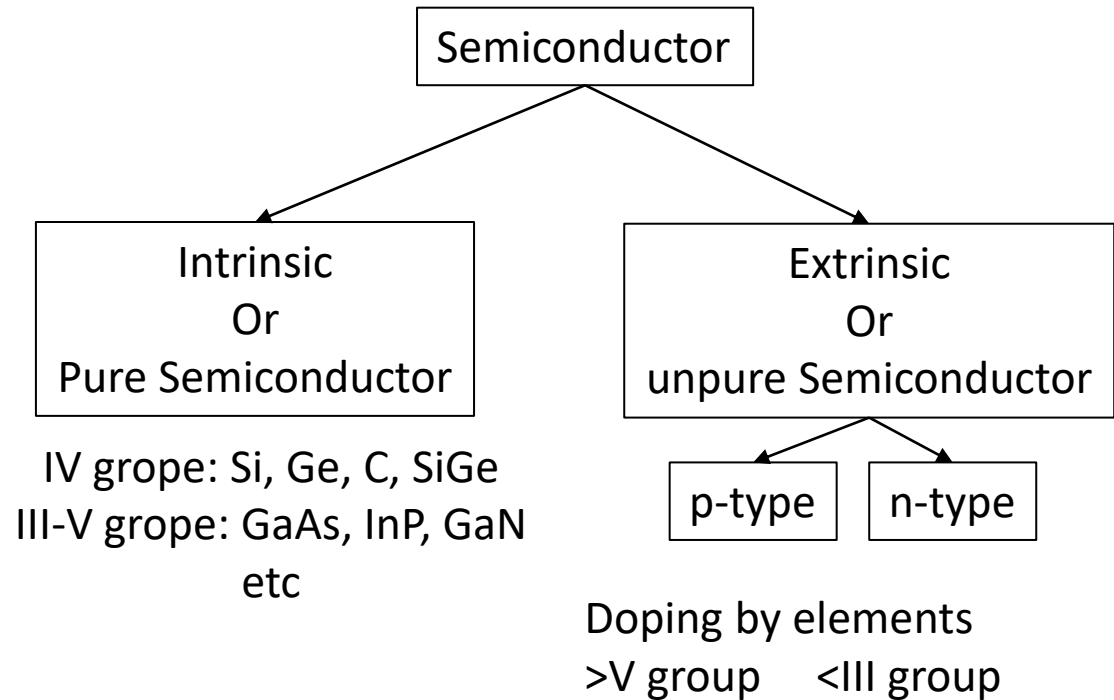 Semiconductor
Intrinsic
Or
Pure Semiconductor
Extrinsic
Or
unpure Semiconductor
IV grope: Si, Ge, C, SiGe
III-V grope: GaAs, InP, GaN
etc
p-type
n-type
Doping by elements
>V group <III group